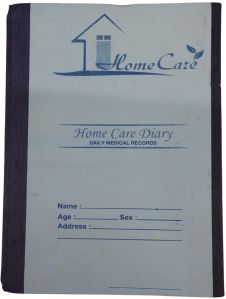 Home Care
Home Care Diary
DAILY MEDICAL RECORDS
Name :
Age : Sex :
Address :